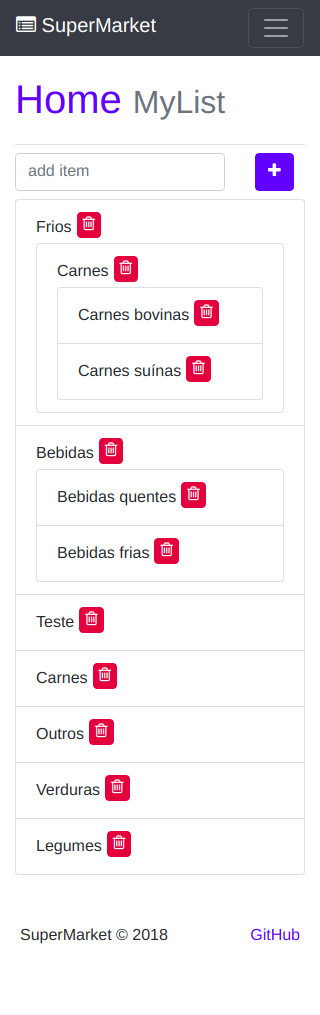 SuperMarket
Home MyList
add item
Frios
Carnes
Carnes bovinas
Carnes suínas
Bebidas
Bebidas quentes
Bebidas frias
Teste
Carnes
Outros
Verduras
Legumes
SuperMarket © 2018 GitHub